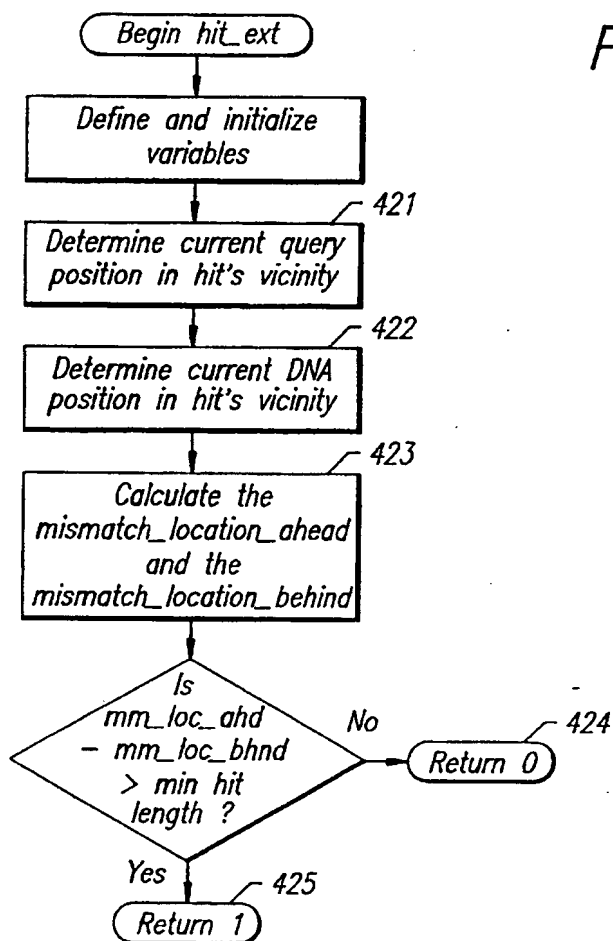 Begin hit_ext
F
Define and initialize
variables
421
Determine current query
position in hit's vicinity
422
Determine current DNA
position in hit's vicinity
423
Calculate the
mismatch_location_ahead
and the
mismatch_location_behind
Is
mm_loc_ahd
- mm_loc_bhnd
> min hit
length ?
No
424
Return 0
Yes
425
Return 1